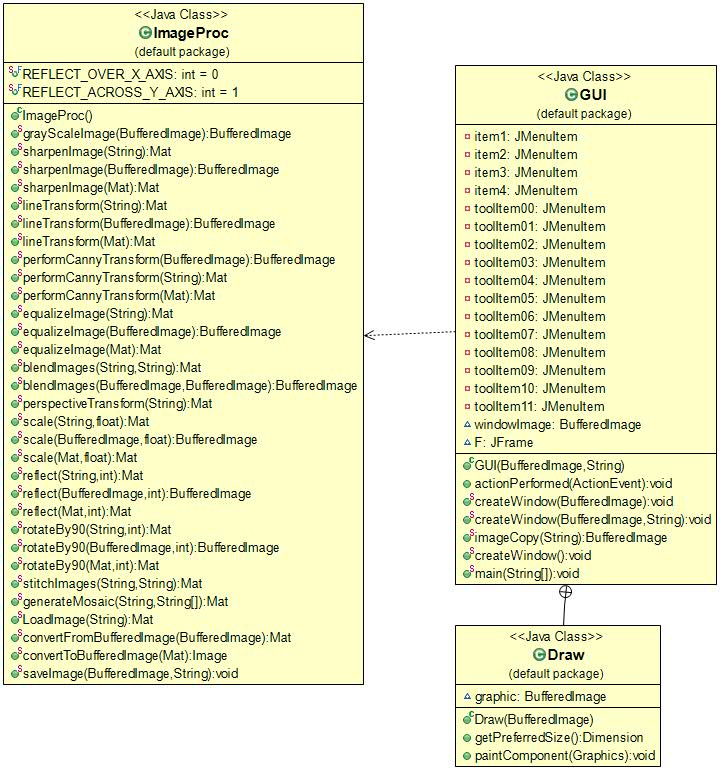 <<Java Class>>
ImageProc
(default package)
REFLECT_OVER_X_AXIS: int = 0
REFLECT_ACROSS_Y_AXIS: int = 1
ImageProc()
grayScaleImage(BufferedImage):BufferedImage
sharpenImage(String):Mat
sharpenImage(BufferedImage):BufferedImage
sharpenImage(Mat):Mat
lineTransform(String):Mat
lineTransform(BufferedImage):BufferedImage
lineTransform(Mat):Mat
performCannyTransform(BufferedImage):BufferedImage
performCannyTransform(String):Mat
performCannyTransform(Mat):Mat
equalizeImage(String):Mat
equalizeImage(BufferedImage):BufferedImage
equalizeImage(Mat):Mat
blendImages(String,String):Mat
blendImages(BufferedImage,BufferedImage):BufferedImage
perspectiveTransform(String):Mat
scale(String,float):Mat
scale(BufferedImage,float):BufferedImage
scale(Mat,float):Mat
reflect(String,int):Mat
reflect(BufferedImage,int):BufferedImage
reflect(Mat,int):Mat
rotateBy90(String,int):Mat
rotateBy90(BufferedImage,int):BufferedImage
rotateBy90(Mat,int):Mat
stitchImages(String,String):Mat
generateMosaic(String,String[]):Mat
LoadImage(String):Mat
convertFromBufferedImage(BufferedImage):Mat
convertToBufferedImage(Mat):Image
saveImage(BufferedImage,String):void
<<Java Class>>
GUI
(default package)
item1: JMenuItem
item2: JMenuItem
item3: JMenuItem
item4: JMenuItem
toolItem00: JMenuItem
toolItem01: JMenuItem
toolItem02: JMenuItem
toolItem03: JMenuItem
toolItem04: JMenuItem
toolItem05: JMenuItem
toolItem06: JMenuItem
toolItem07: JMenuItem
toolItem08: JMenuItem
toolItem09: JMenuItem
toolItem10: JMenuItem
toolItem11: JMenuItem
windowImage: BufferedImage
F: JFrame
GUI(BufferedImage,String)
actionPerformed(ActionEvent):void
createWindow(BufferedImage):void
createWindow(BufferedImage,String):void
imageCopy(String):BufferedImage
createWindow():void
main(String[]):void
<<Java Class>>
Draw
(default package)
graphic: BufferedImage
Draw(BufferedImage)
getPreferredSize():Dimension
paintComponent(Graphics):void